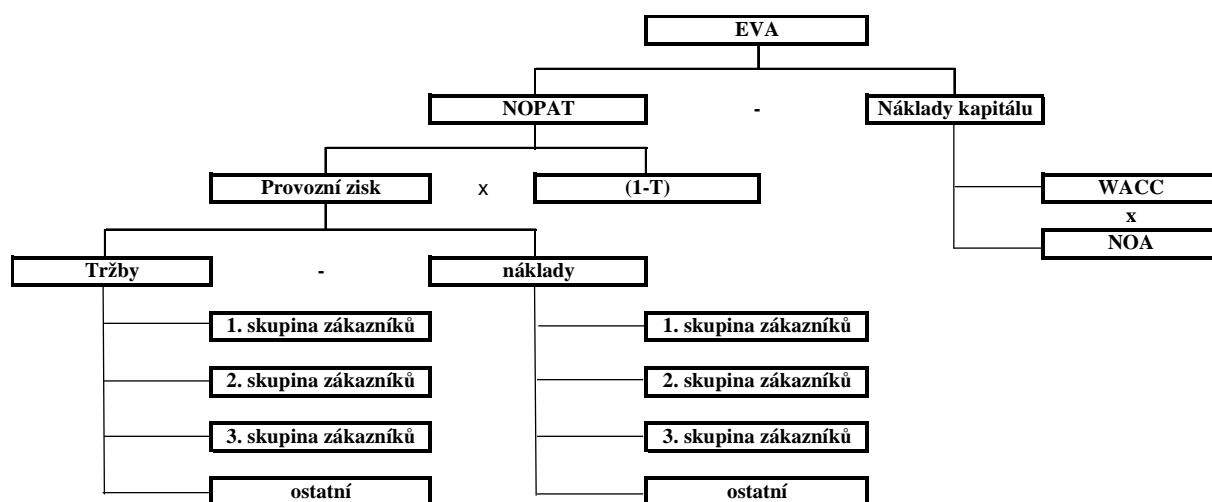 EVA
NOPAT - Náklady kapitálu
Provozní zisk x (1-T) WACC
x
Tržby - náklady NOA
1. skupina zákazníků 1. skupina zákazníků
2. skupina zákazníků 2. skupina zákazníků
3. skupina zákazníků 3. skupina zákazníků
ostatní ostatní